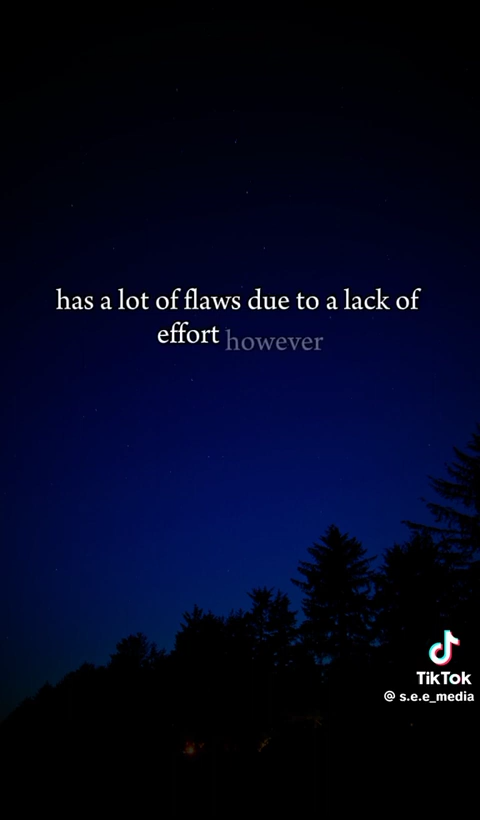 has a lot of flaws due to a lack of
effort however
TikTok
@ s.e.e_media